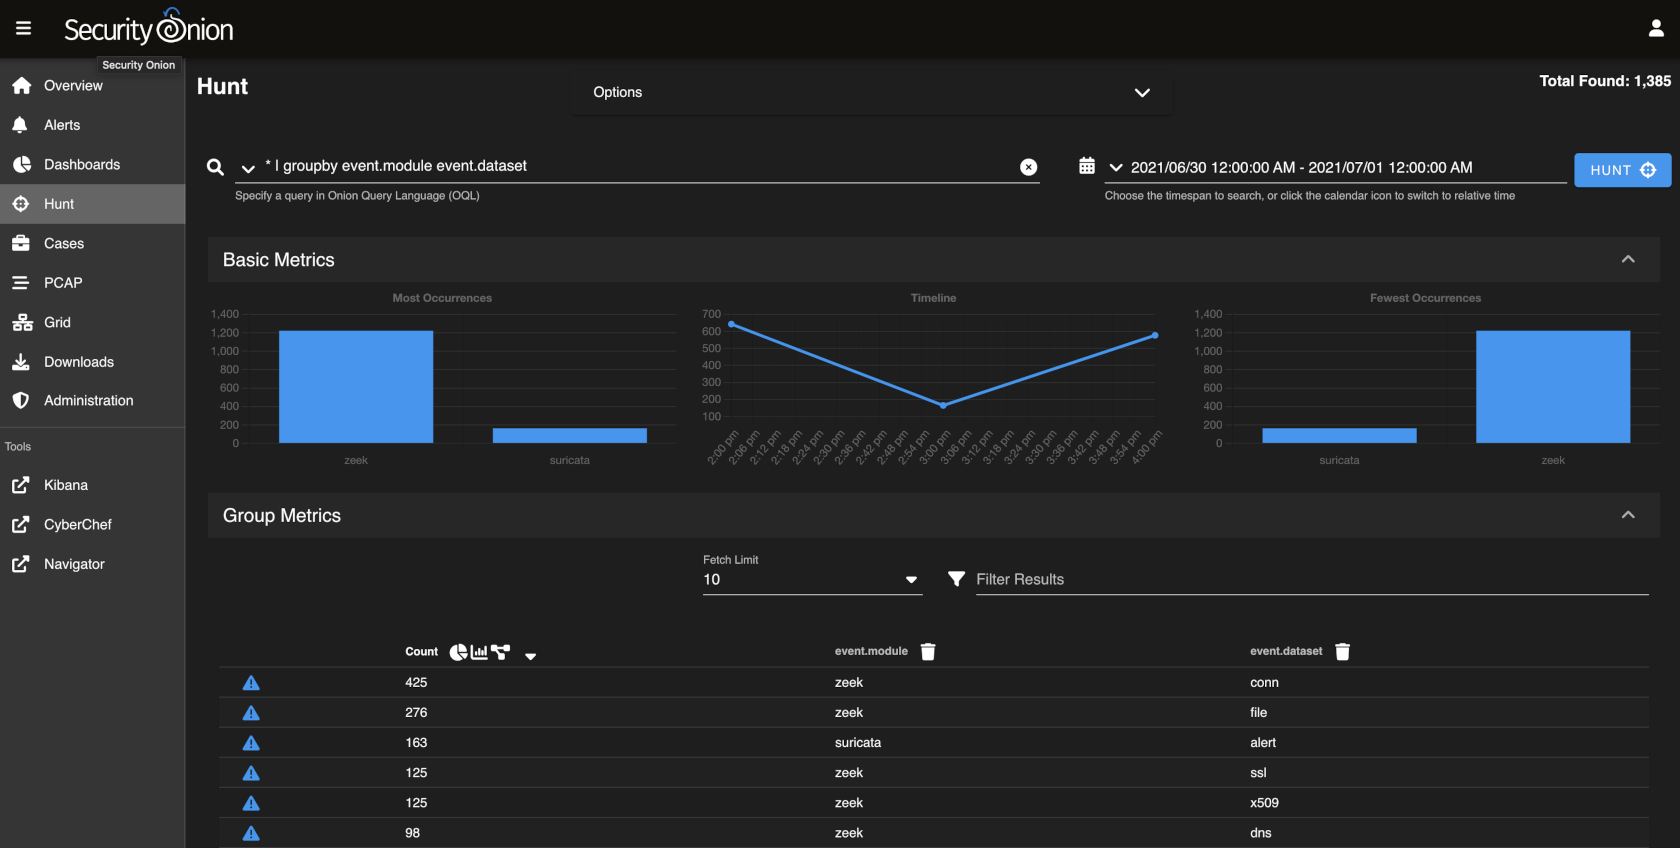 Security Onion
Security Onion
Overview
Alerts
Dashboards
Hunt
Cases
PCAP
Grid
Downloads
Administration
Tools
Kibana
CyberChef
Navigator
Hunt
Options
Total Found: 1,385
* | groupby event.module event.dataset
Specify a query in Onion Query Language (OQL)
2021/06/30 12:00:00 AM - 2021/07/01 12:00:00 AM
Choose the timespan to search, or click the calendar icon to switch to relative time
HUNT
Basic Metrics
Most Occurrences
1,400
1,200
1,000
800
600
400
200
0
zeek suricata
Timeline
700
600
500
400
300
200
100
2:00 pm 2:06 pm 2:12 pm 2:18 pm 2:24 pm 2:30 pm 2:36 pm 2:42 pm 2:48 pm 2:54 pm 3:00 pm 3:06 pm 3:12 pm 3:18 pm 3:24 pm 3:30 pm 3:36 pm 3:42 pm 3:48 pm 3:54 pm 4:00 pm
Fewest Occurrences
1,400
1,200
1,000
800
600
400
200
0
suricata zeek
Group Metrics
Fetch Limit
10
Filter Results
Count event.module event.dataset
425 zeek conn
276 zeek file
163 suricata alert
125 zeek ssl
125 zeek x509
98 zeek dns